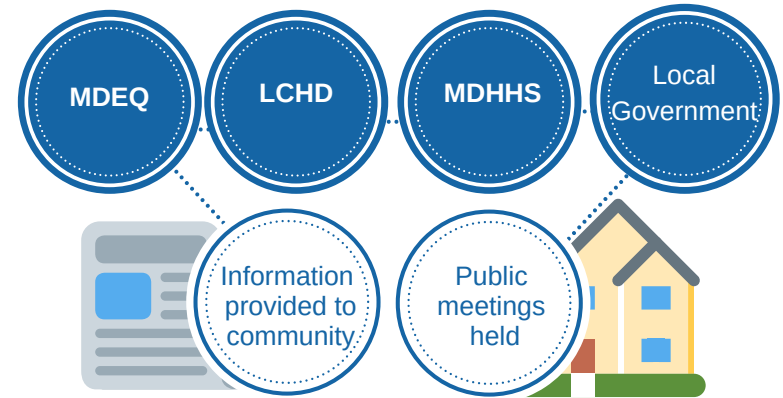 MDEQ
LCHD
MDHHS
Local
Government
Information
provided to
community
Public
meetings
held